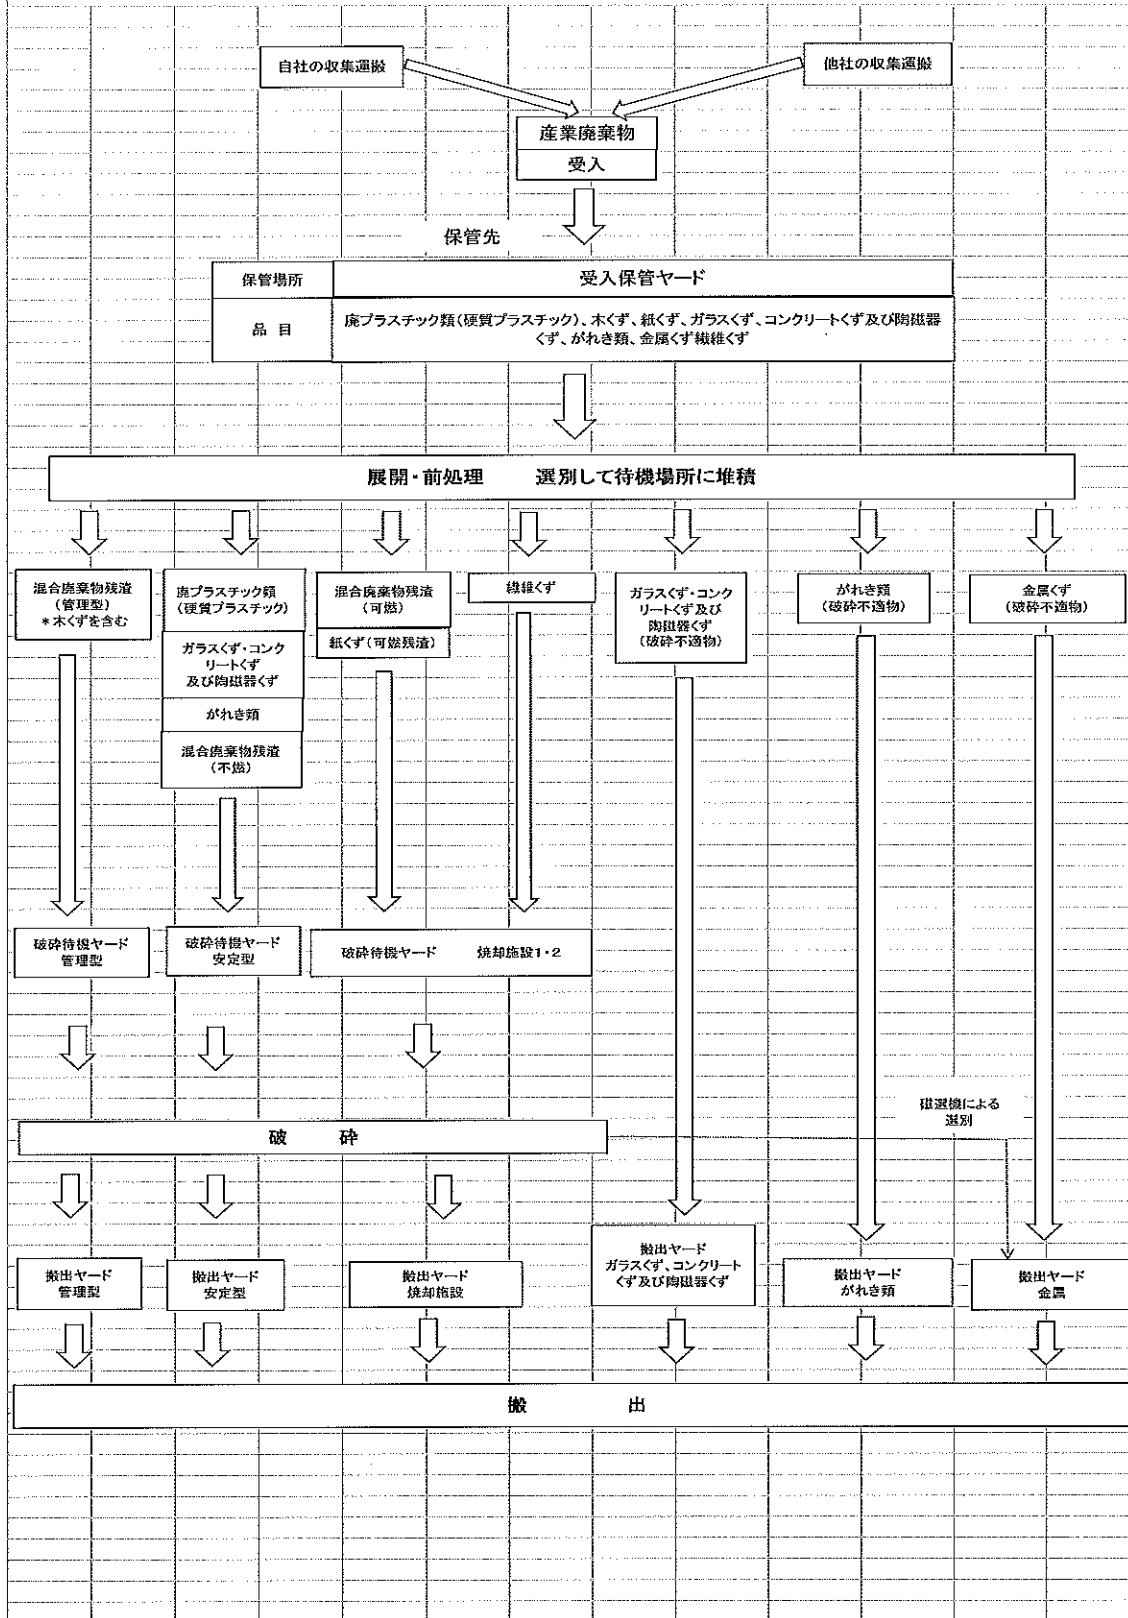 自社の収集運搬
他社の収集運搬
産業廃棄物
受入
保管先
保管場所
受入保管ヤード
品 目
廃プラスチック類(硬質プラスチック)、木くず、紙くず、ガラスくず、コンクリートくず及び陶磁器
くず、がれき類、金属くず繊維くず
展開・前処理 選別して待機場所に堆積
混合廃棄物残渣
(管理型)
*木くずを含む
廃プラスチック類
(硬質プラスチック)
ガラスくず・コンク
リートくず
及び陶磁器くず
がれき類
混合廃棄物残渣
(不燃)
混合廃棄物残渣
(可燃)
紙くず(可燃残渣)
繊維くず
ガラスくず・コンク
リートくず及び
陶磁器くず
(破砕不適物)
がれき類
(破砕不適物)
金属くず
(破砕不適物)
破砕待機ヤード
管理型
破砕待機ヤード
安定型
破砕待機ヤード 焼却施設1・2
磁選機による
選別
破 砕
搬出ヤード
管理型
搬出ヤード
安定型
搬出ヤード
焼却施設
搬出ヤード
ガラスくず、コンクリート
くず及び陶磁器くず
搬出ヤード
がれき類
搬出ヤード
金属
搬 出